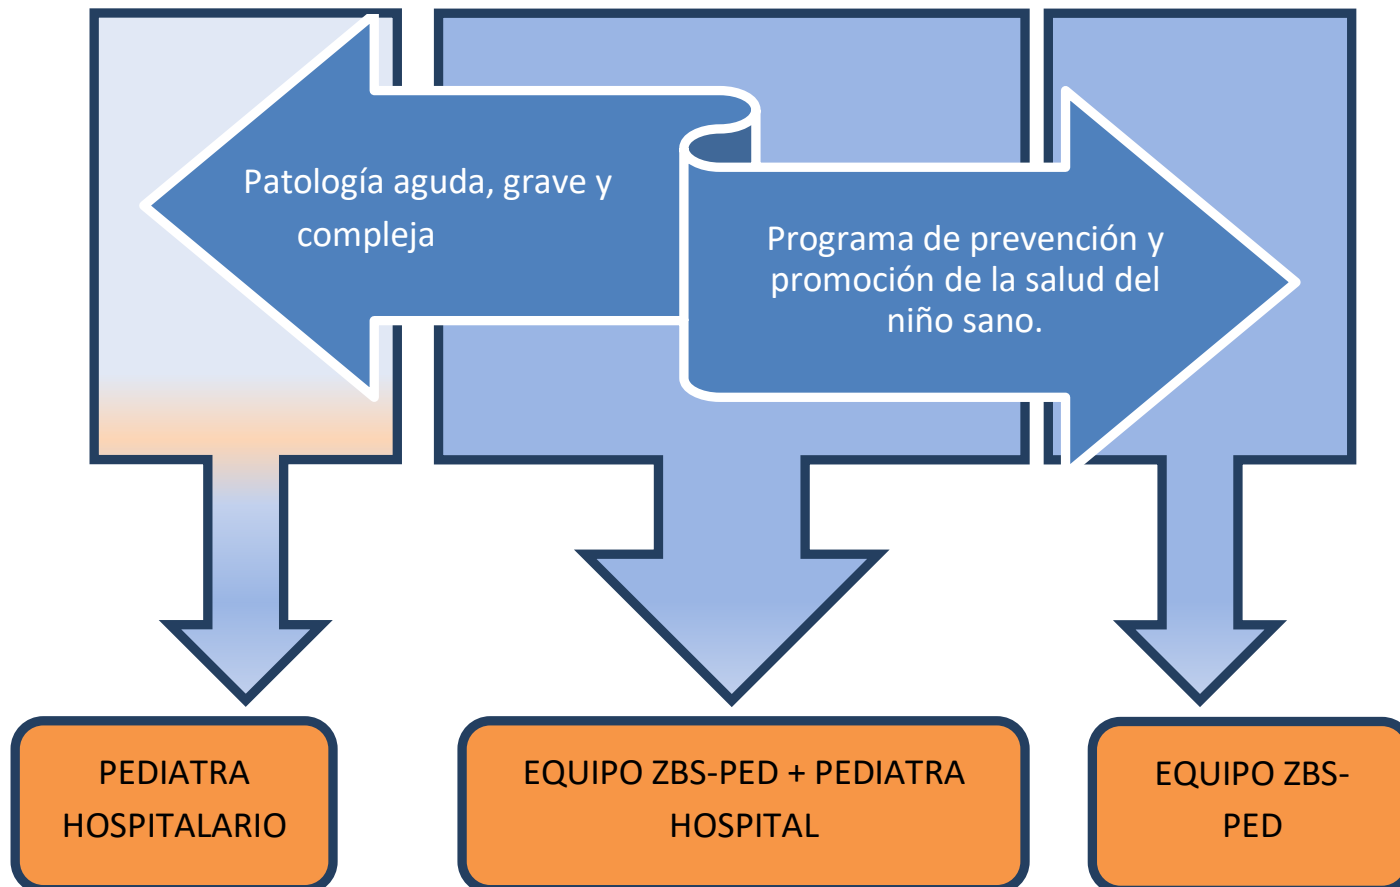 Patología aguda, grave y
compleja
Programa de prevención y
promoción de la salud del
niño sano.
PEDIATRA
HOSPITALARIO
EQUIPO ZBS-PED + PEDIATRA
HOSPITAL
EQUIPO ZBS-
PED